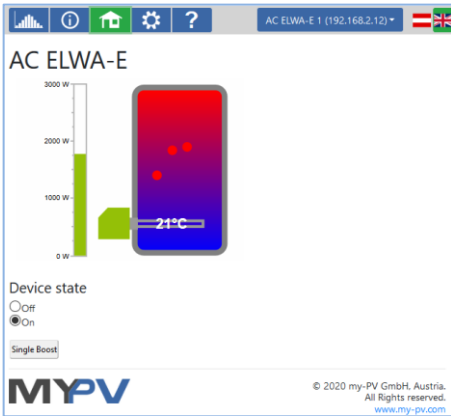 AC ELWA-E 1 (192.168.2.12)
AC ELWA-E
3000 W
2000 W
1000 W
0 W
21°C
Device state
Off
On
Single Boost
MYPV
© 2020 my-PV GmbH, Austria.
All Rights reserved.
www.my-pv.com